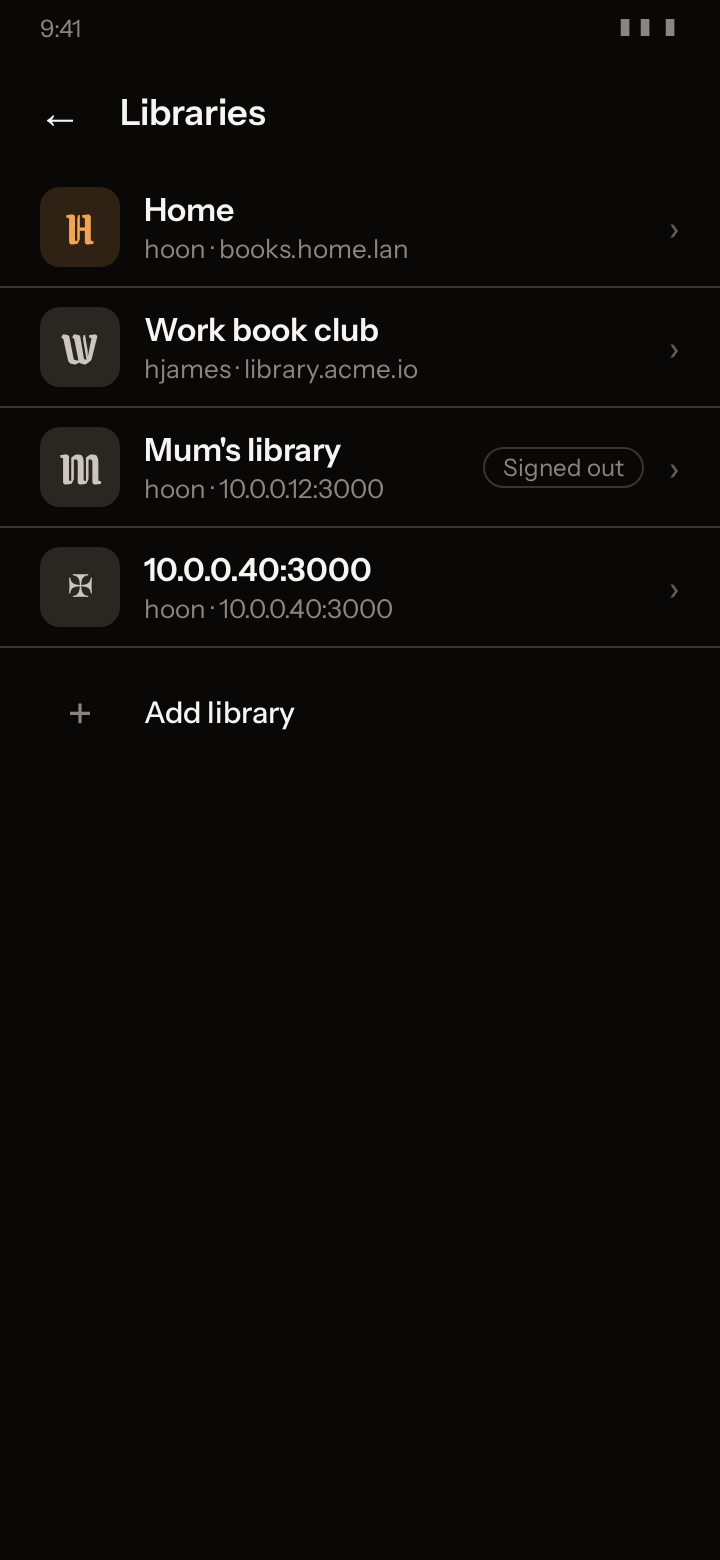 9:41
← Libraries
H
Home
hoon · books.home.lan
›
W
Work book club
hjames · library.acme.io
›
M
Mum's library
hoon · 10.0.0.12:3000
Signed out
›
✠
10.0.0.40:3000
hoon · 10.0.0.40:3000
›
+ Add library